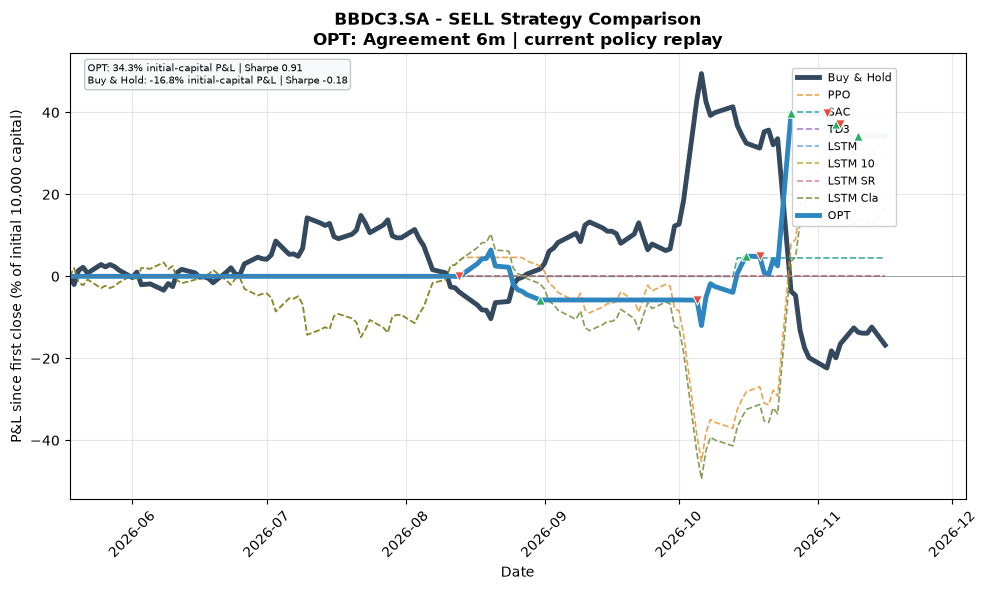 BBDC3.SA - SELL Strategy Comparison
OPT: Agreement 6m | current policy replay
OPT: 34.3% initial-capital P&L | Sharpe 0.91
Buy & Hold: -16.8% initial-capital P&L | Sharpe -0.18
Buy & Hold
PPO
SAC
TD3
LSTM
LSTM 10
LSTM SR
LSTM Cla
OPT
P&L since first close (% of initial 10,000 capital)
40
20
0
−20
−40
2026-06
2026-07
2026-08
2026-09
2026-10
2026-11
2026-12
Date